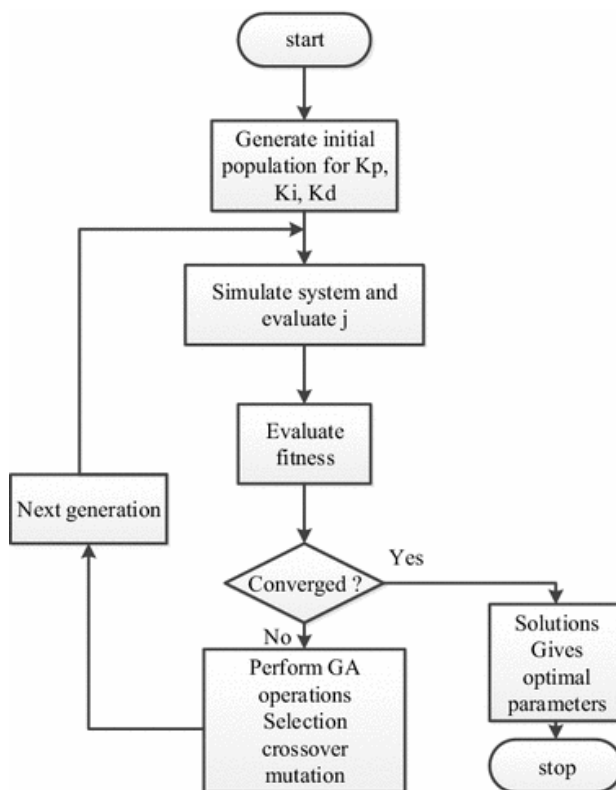 start
Generate initial
population for Kp,
Ki, Kd
Simulate system and
evaluate j
Evaluate
fitness
Next generation
Converged ?
Yes
No
Perform GA
operations
Selection
crossover
mutation
Solutions
Gives
optimal
parameters
stop